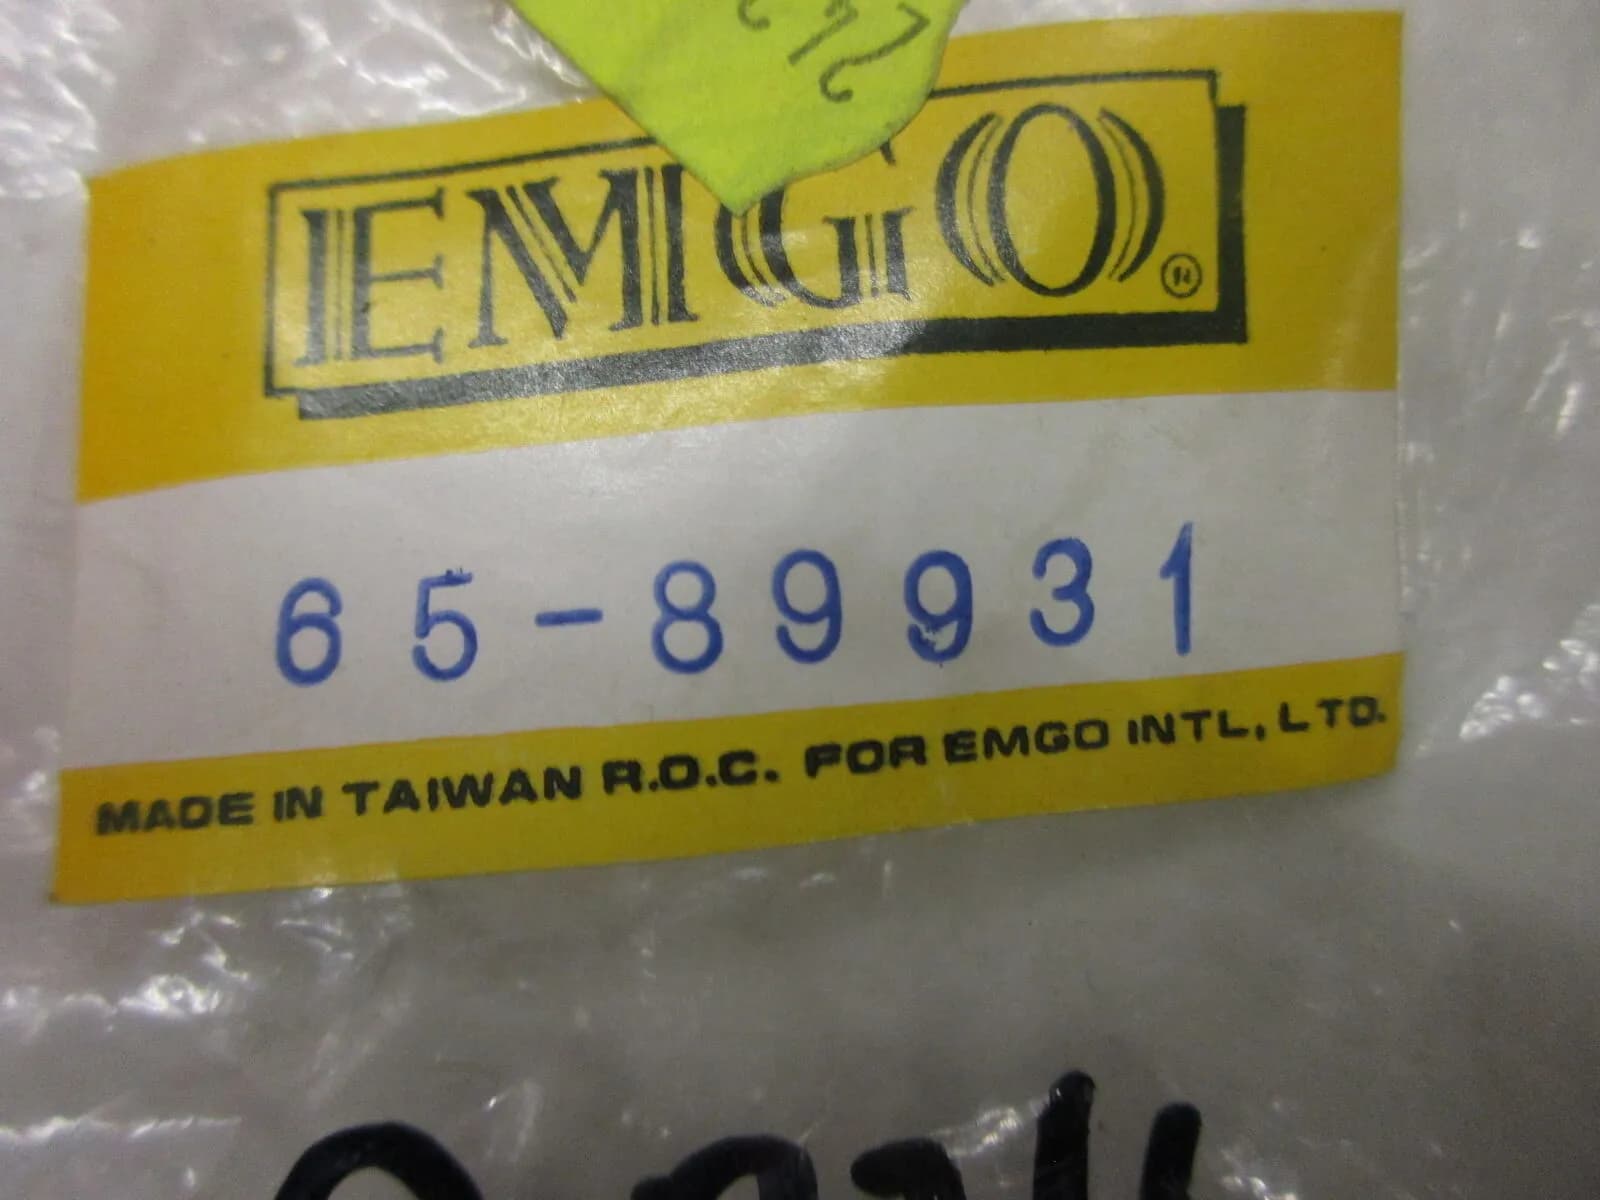 EMGO®
65-89931
MADE IN TAIWAN R.O.C. FOR EMGO INTL, LTD.